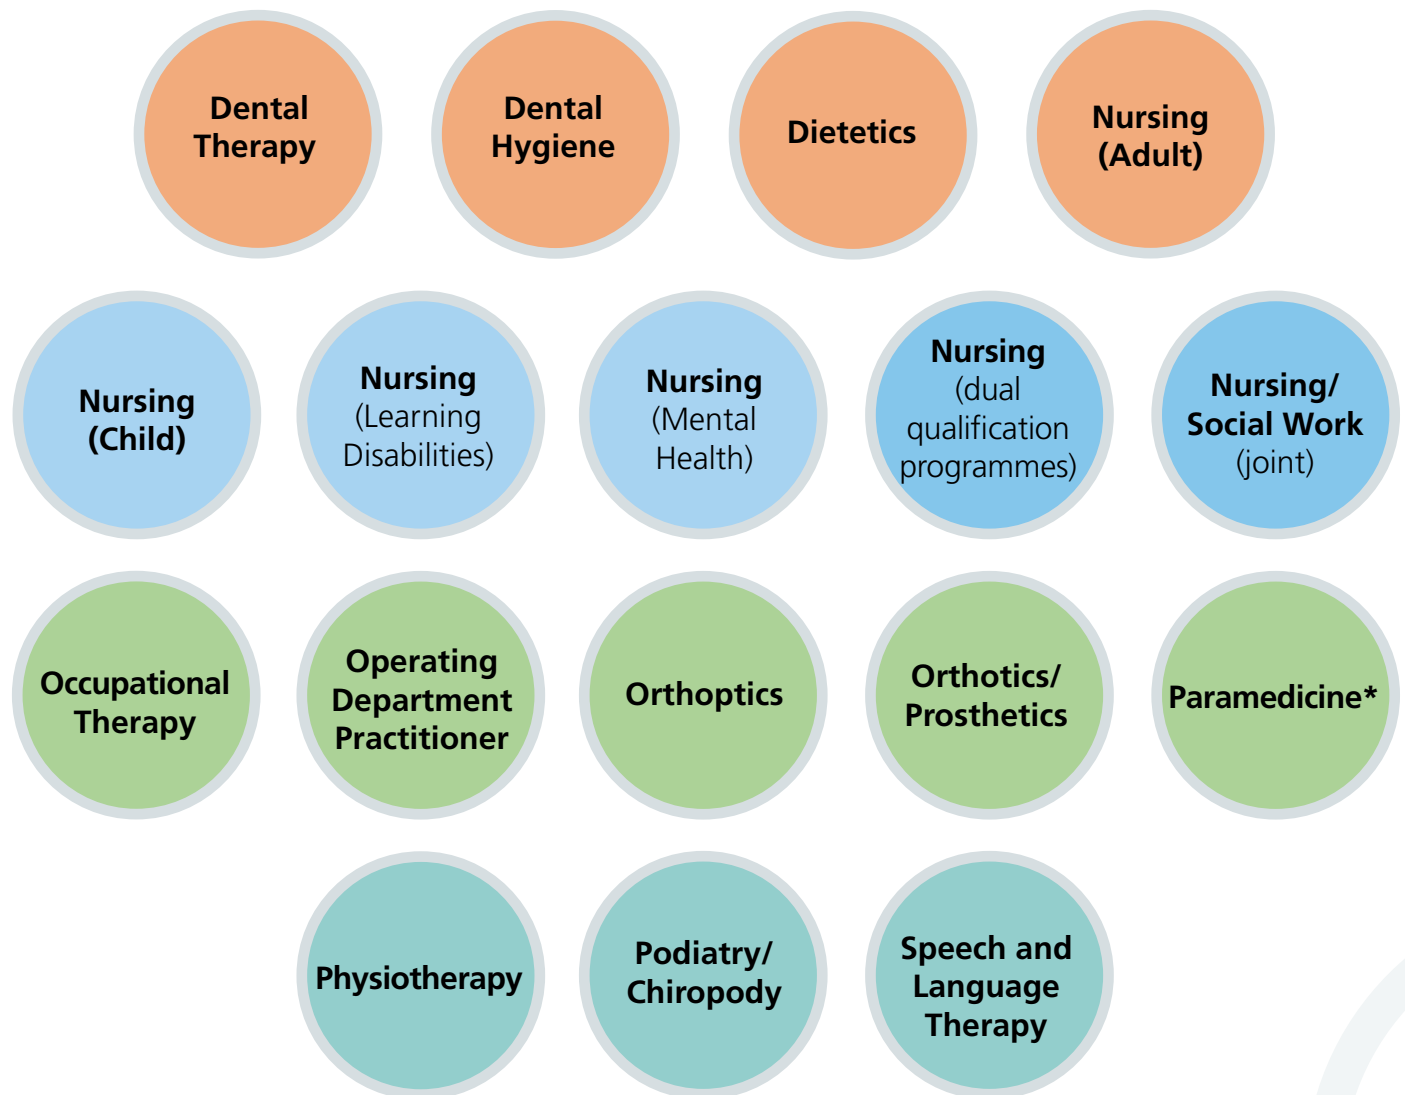 Dental
Therapy
Dental
Hygiene
Dietetics
Nursing
(Adult)
Nursing
(Child)
Nursing
(Learning
Disabilities)
Nursing
(Mental
Health)
Nursing
(dual
qualification
programmes)
Nursing/
Social Work
(joint)
Occupational
Therapy
Operating
Department
Practitioner
Orthoptics
Orthotics/
Prosthetics
Paramedicine*
Physiotherapy
Podiatry/
Chiropody
Speech and
Language
Therapy